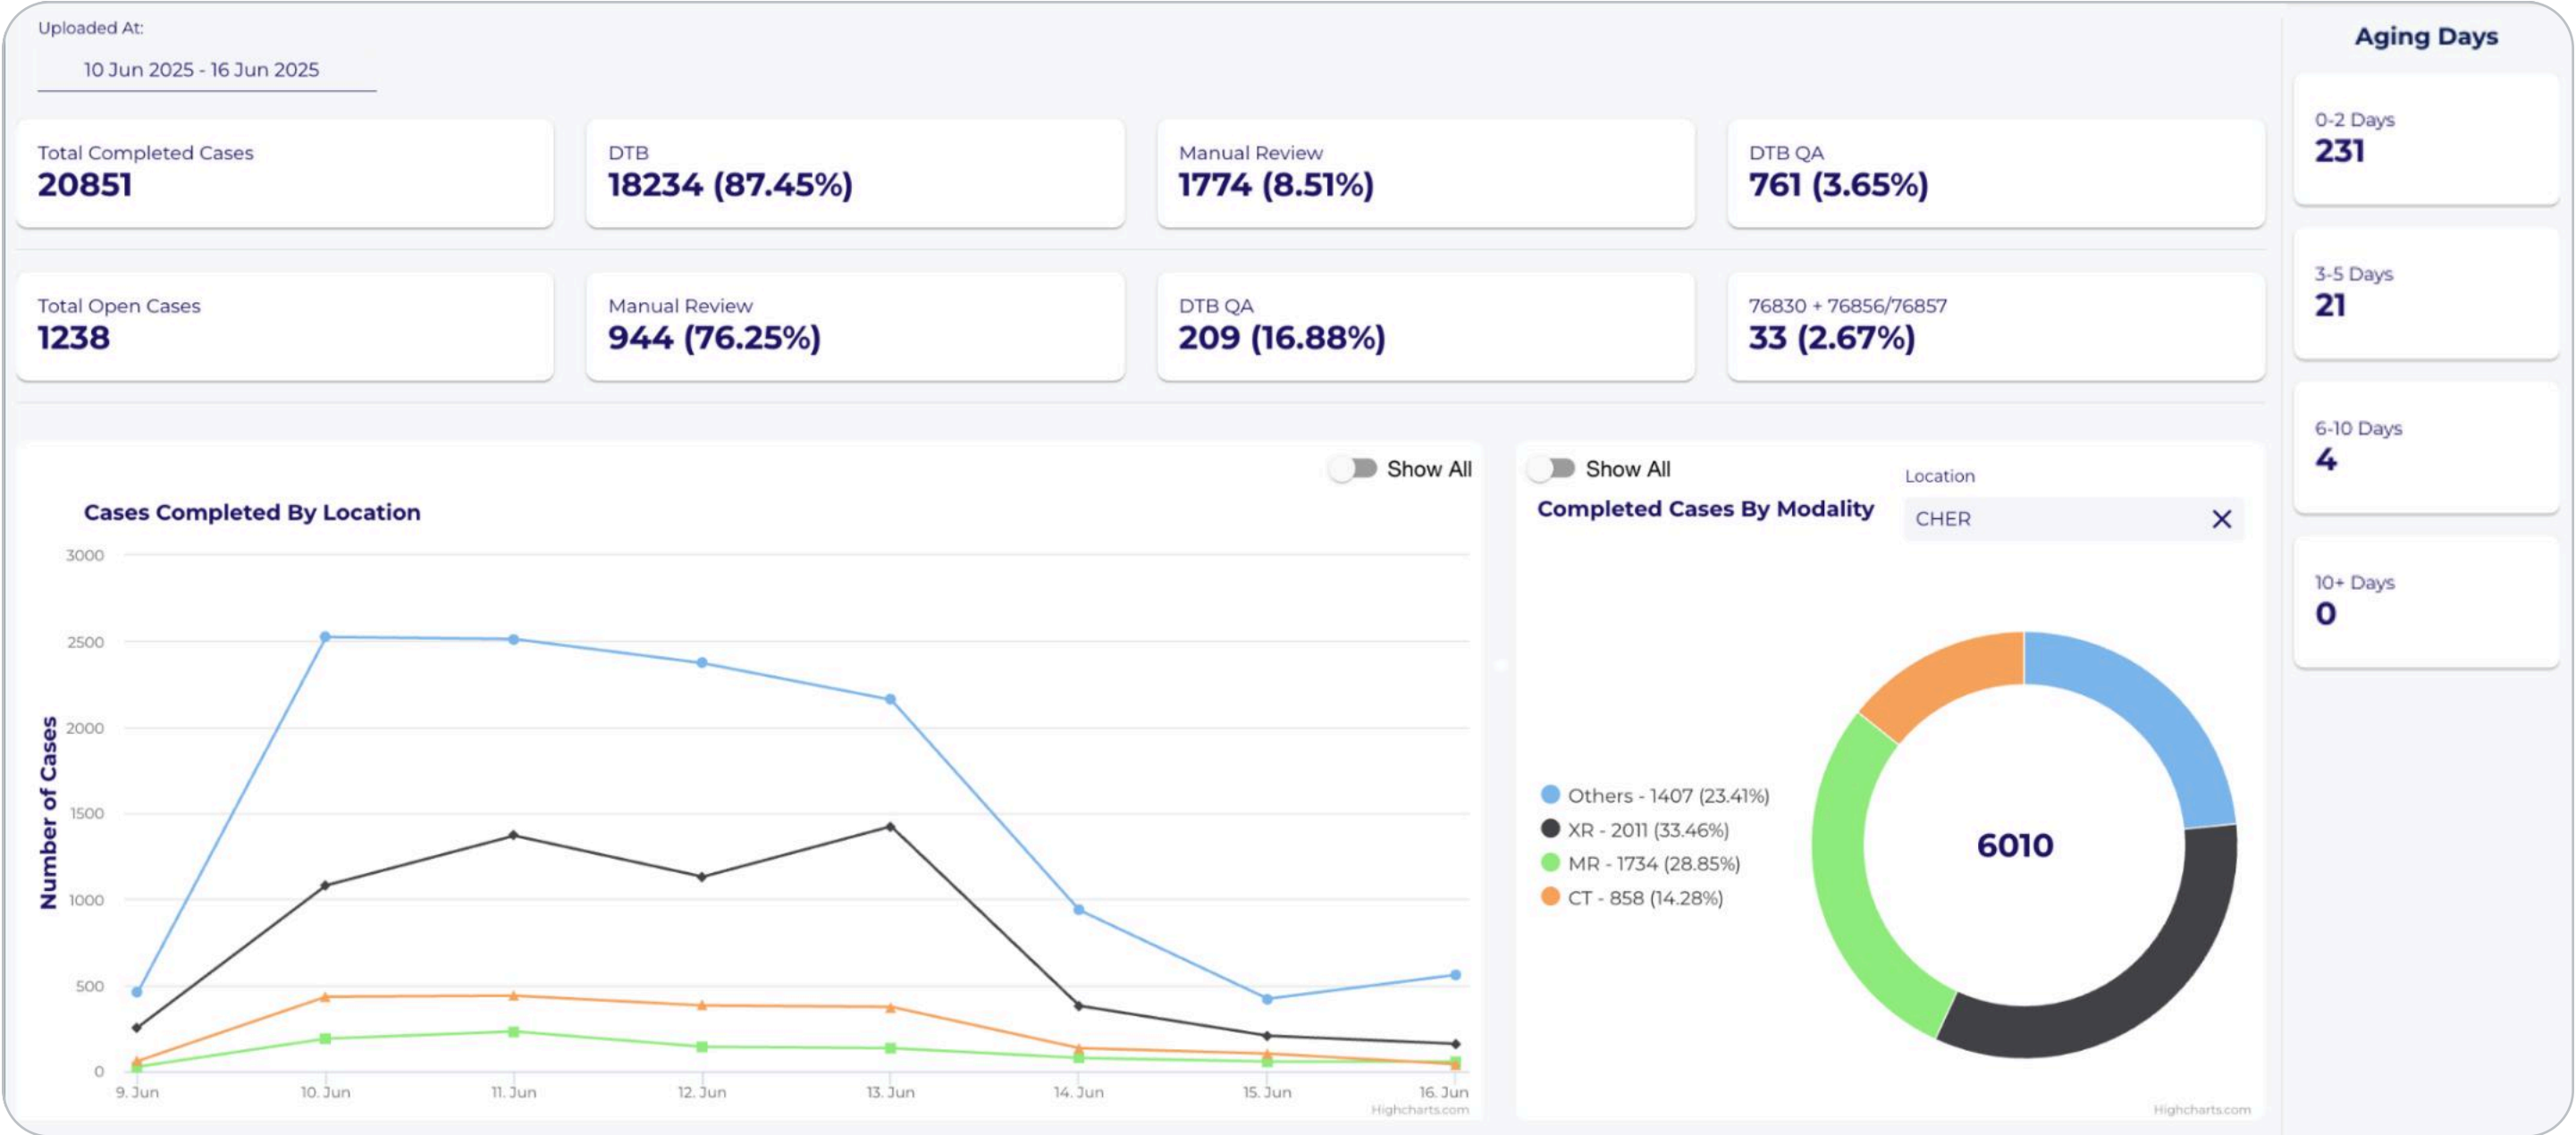 Uploaded At:
10 Jun 2025 - 16 Jun 2025
Total Completed Cases
20851
DTB
18234 (87.45%)
Manual Review
1774 (8.51%)
DTB QA
761 (3.65%)
Total Open Cases
1238
Manual Review
944 (76.25%)
DTB QA
209 (16.88%)
76830 + 76856/76857
33 (2.67%)
Show All
Cases Completed By Location
Number of Cases
3000
2500
2000
1500
1000
500
0
9. Jun
10. Jun
11. Jun
12. Jun
13. Jun
14. Jun
15. Jun
16. Jun
Highcharts.com
Show All
Completed Cases By Modality
Location
CHER
Others - 1407 (23.41%)
XR - 2011 (33.46%)
MR - 1734 (28.85%)
CT - 858 (14.28%)
6010
Highcharts.com
Aging Days
0-2 Days
231
3-5 Days
21
6-10 Days
4
10+ Days
0